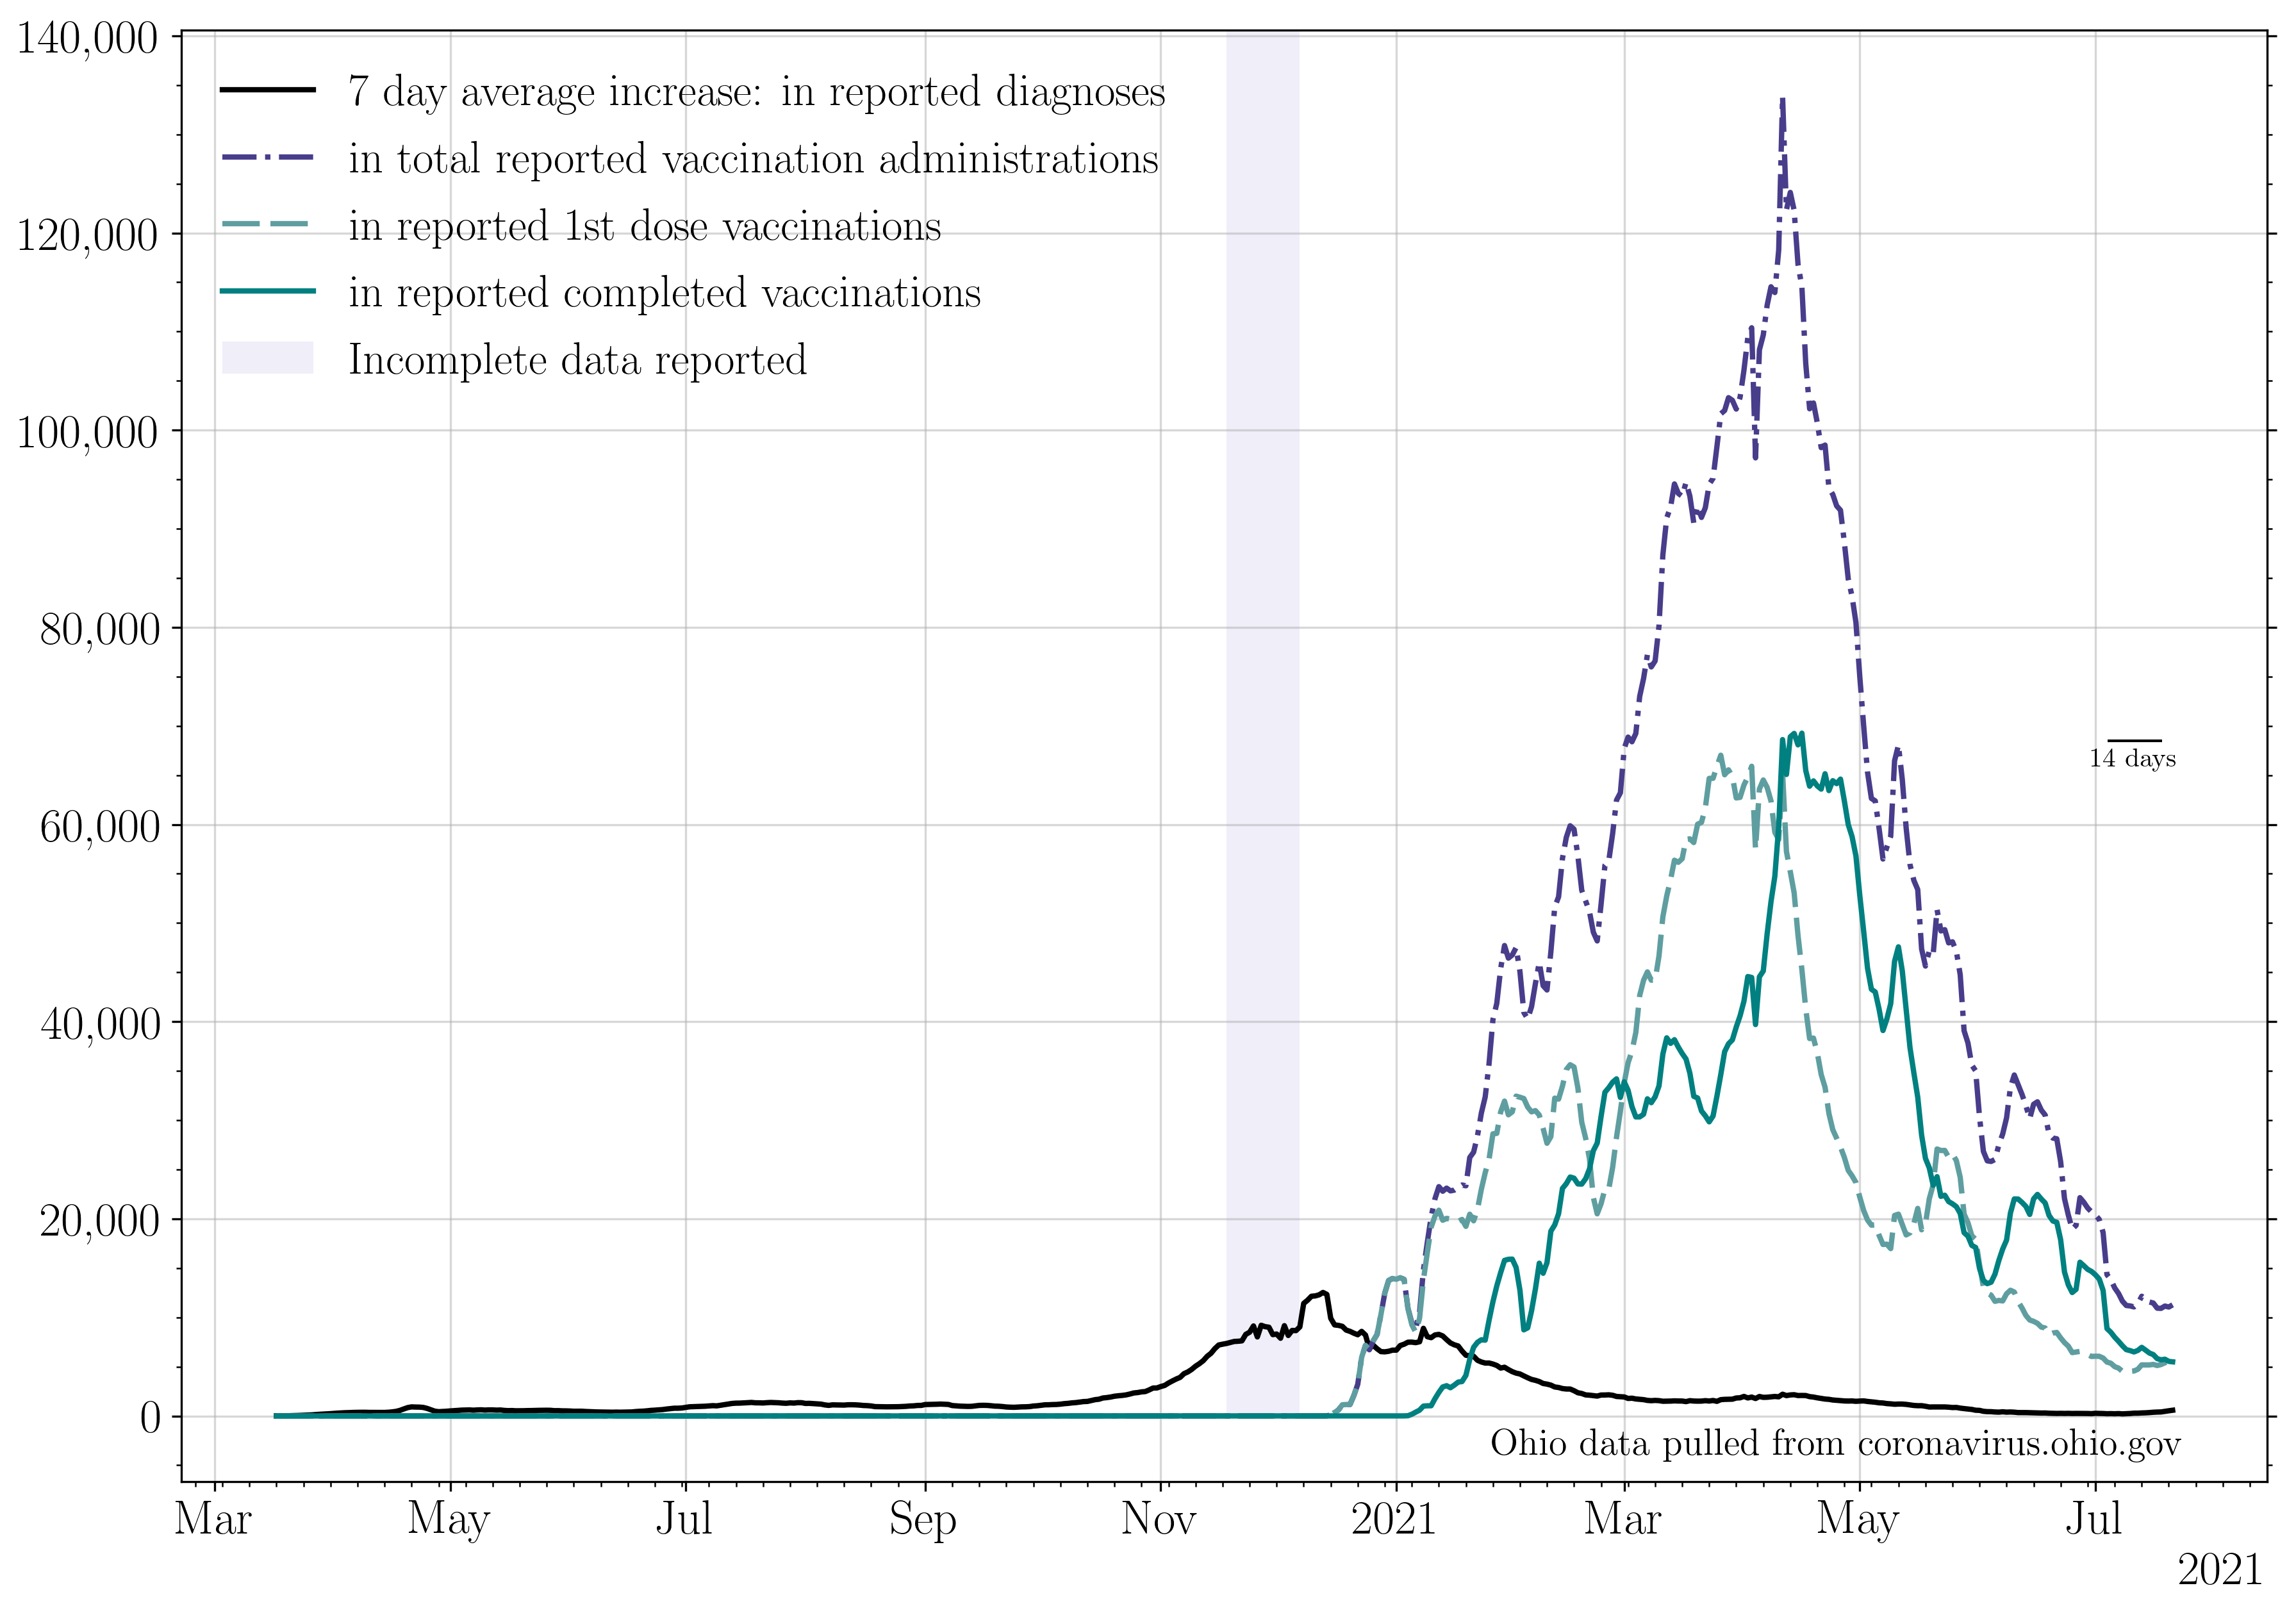 140,000
120,000
100,000
80,000
60,000
40,000
20,000
0
7 day average increase: in reported diagnoses
in total reported vaccination administrations
in reported 1st dose vaccinations
in reported completed vaccinations
Incomplete data reported
14 days
Ohio data pulled from coronavirus.ohio.gov
Mar May Jul Sep Nov 2021 Mar May Jul
2021